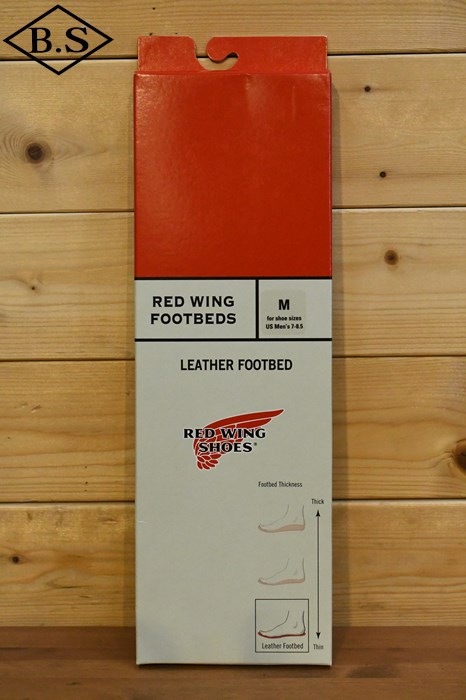 B.S
RED WING
FOOTBEDS
M
for shoe sizes
US Men's 7-8.5
LEATHER FOOTBED
RED WING
SHOES®
Footbed Thickness
Thick
Leather Footbed
Thin